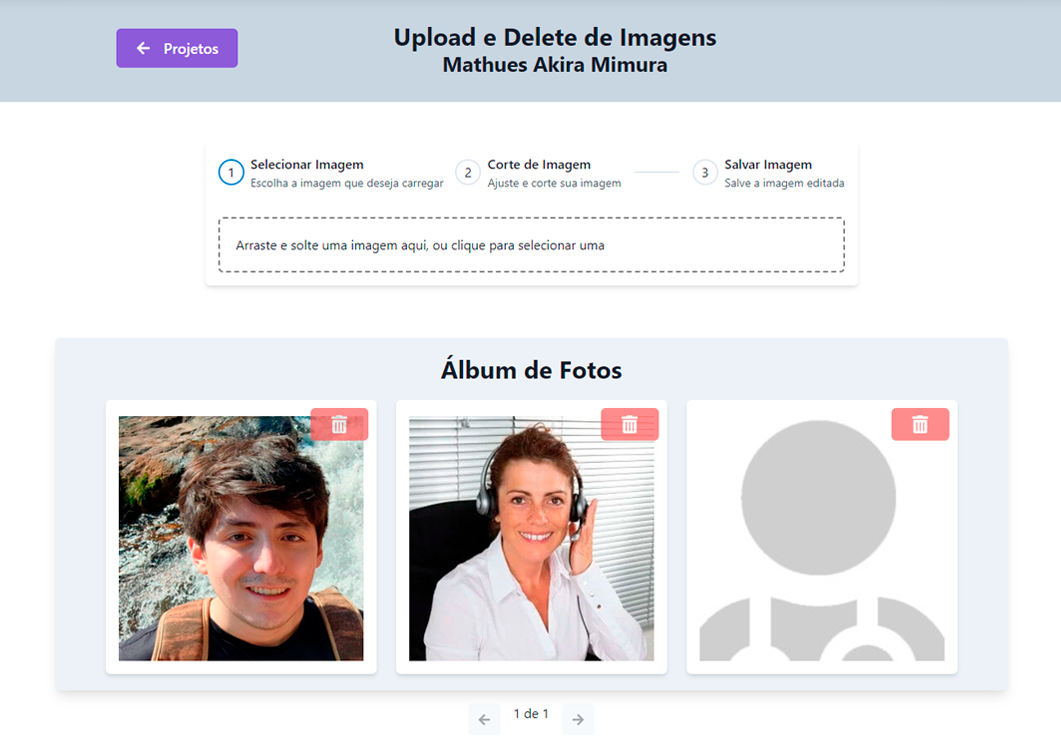 Projetos
Upload e Delete de Imagens
Mathues Akira Mimura
1
Selecionar Imagem
Escolha a imagem que deseja carregar
2
Corte de Imagem
Ajuste e corte sua imagem
3
Salvar Imagem
Salve a imagem editada
Arraste e solte uma imagem aqui, ou clique para selecionar uma
Álbum de Fotos
1 de 1